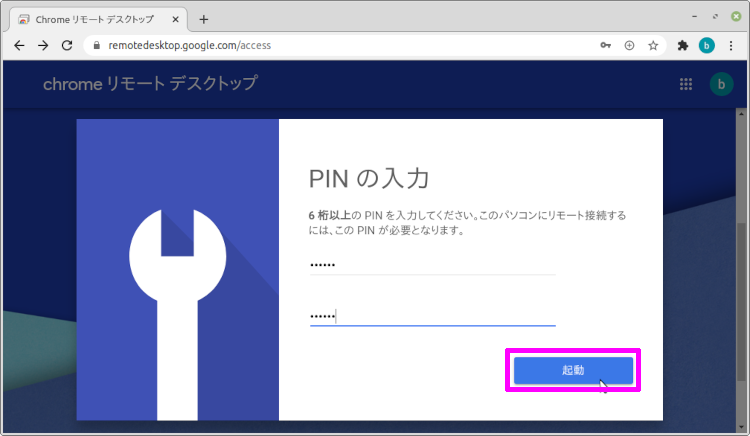 Chrome リモート デスクトップ
remotedesktop.google.com/access
b
chrome リモート デスクトップ
b
PIN の入力
6 桁以上の PIN を入力してください。このパソコンにリモート接続する
には、この PIN が必要となります。
••••••
••••••
起動